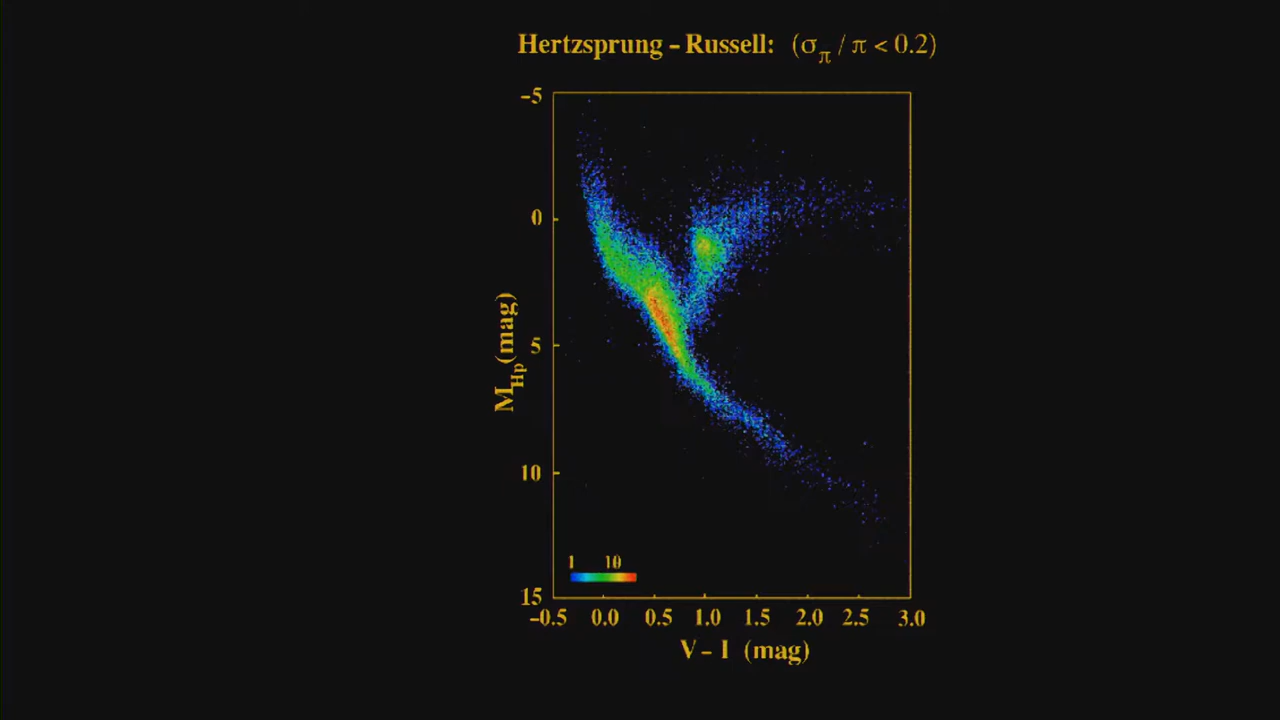 Hertzsprung - Russell: (σπ / π < 0.2)
-5
0
5
10
15
MHp(mag)
1 10
-0.5 0.0 0.5 1.0 1.5 2.0 2.5 3.0
V - I (mag)